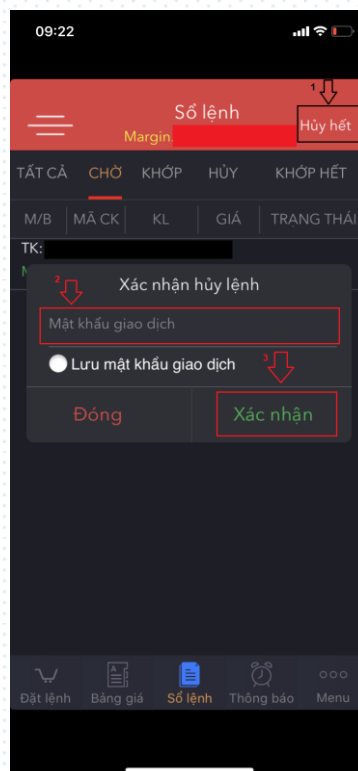 09:22
1
Sổ lệnh
Hủy hết
Margin:
TẤT CẢ CHỜ KHỚP HỦY KHỚP HẾT
M/B MÃ CK KL GIÁ TRẠNG THÁI
TK:
2
Xác nhận hủy lệnh
Mật khẩu giao dịch
Lưu mật khẩu giao dịch
3
Đóng Xác nhận
Đặt lệnh Bảng giá Sổ lệnh Thông báo Menu